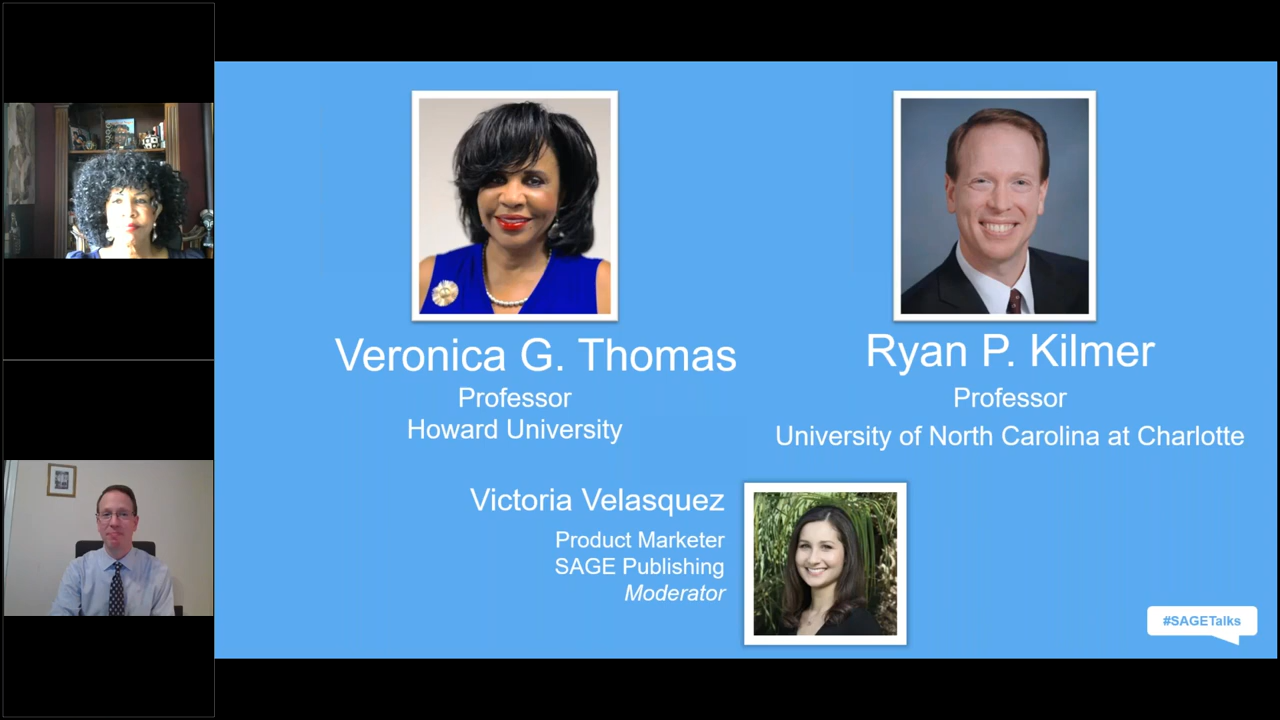 Veronica G. Thomas
Professor
Howard University
Ryan P. Kilmer
Professor
University of North Carolina at Charlotte
Victoria Velasquez
Product Marketer
SAGE Publishing
Moderator
#SAGETalks